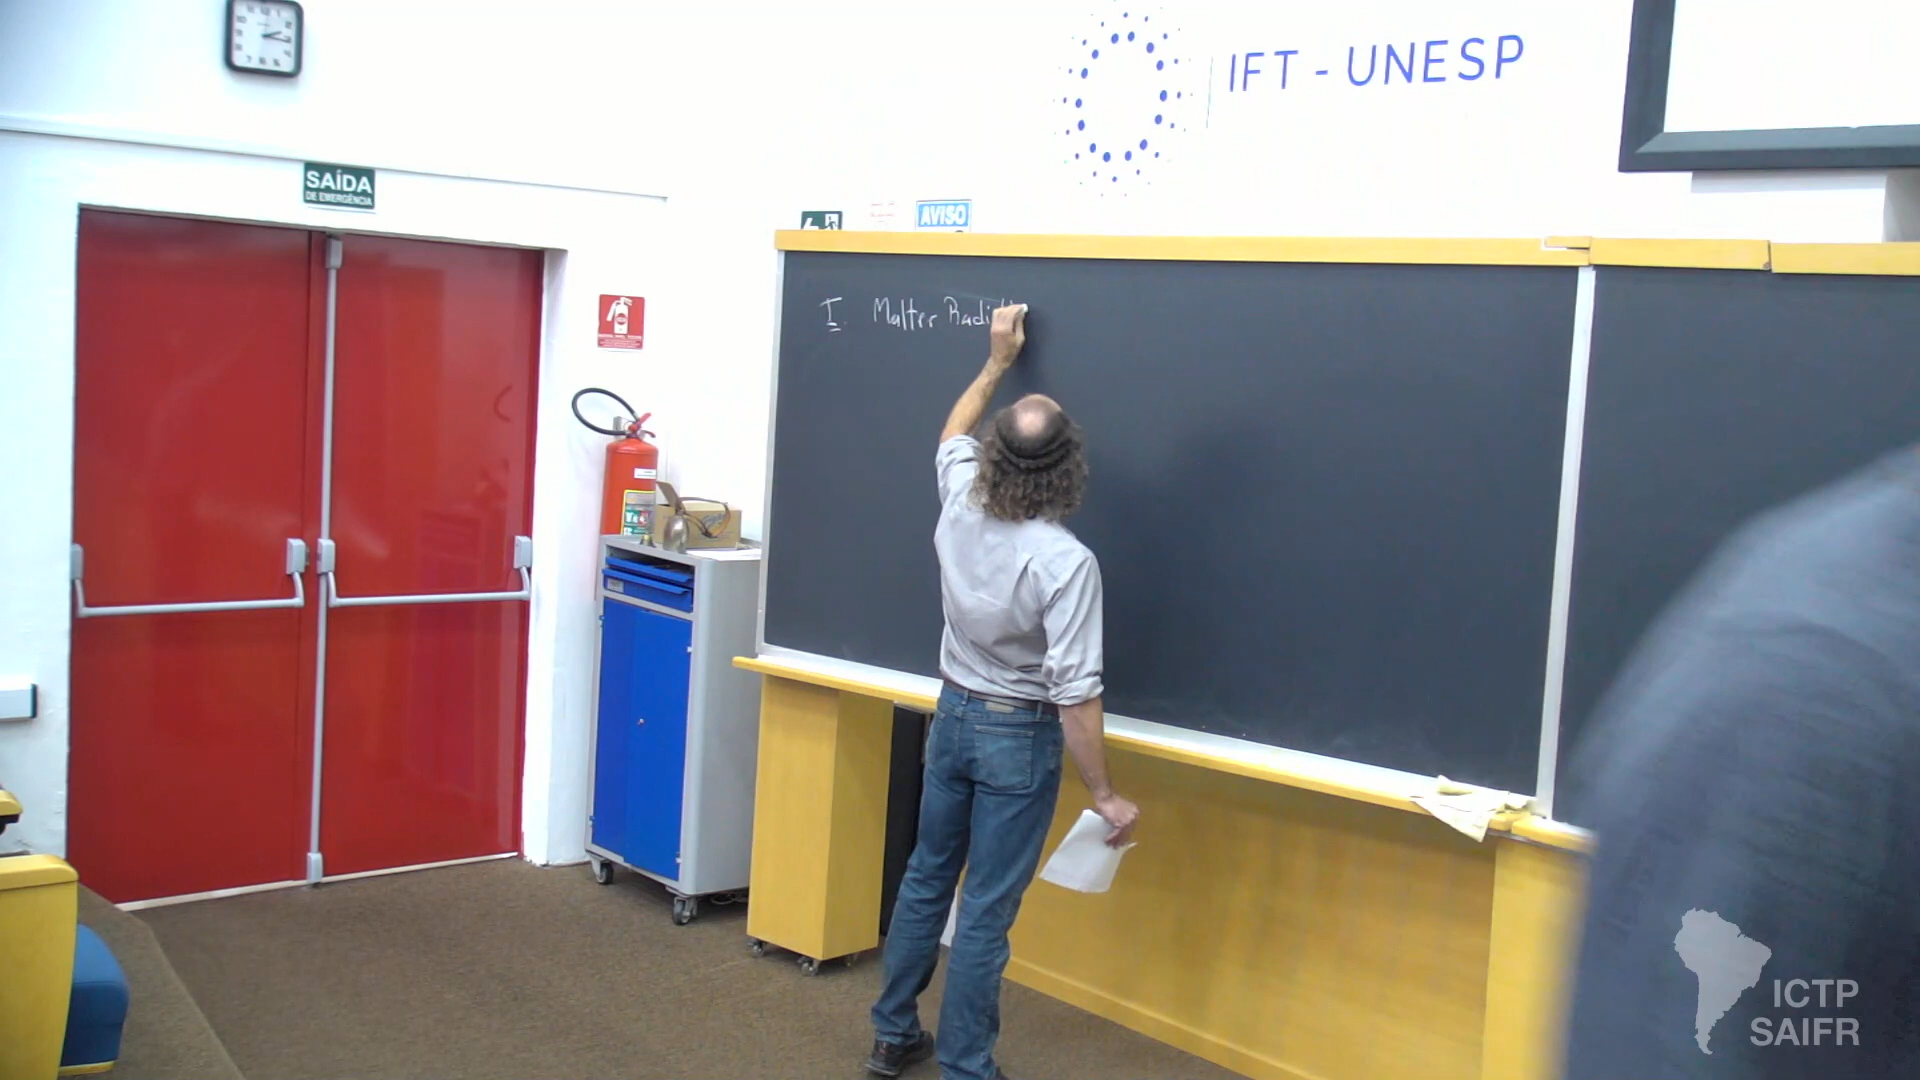 IFT - UNESP
SAÍDA
DE EMERGÊNCIA
AVISO
I. Matter Radi
ICTP
SAIFR